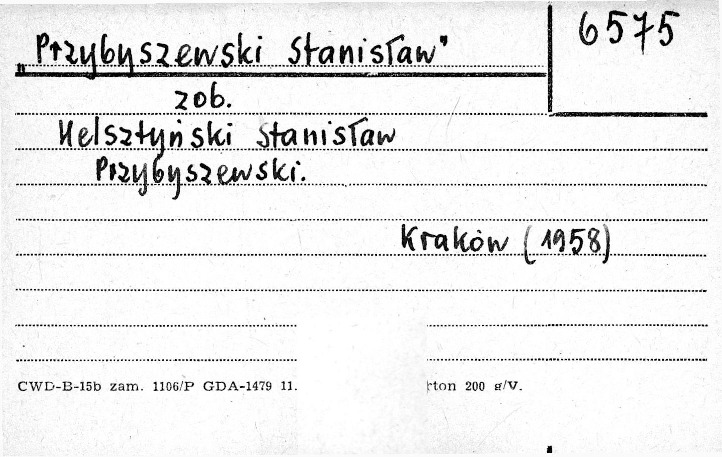 6575
„Przybyszewski Stanisław"
zob.
Helsztyński Stanisław
Przybyszewski.
Kraków (1958)
CWD-B-15b zam. 1106/P GDA-1479 11. rton 200 g/V.